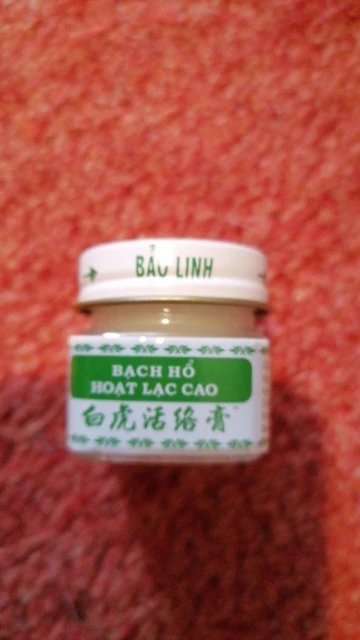 BẢO LINH
BẠCH HỔ
HOẠT LẠC CAO
白虎活络膏